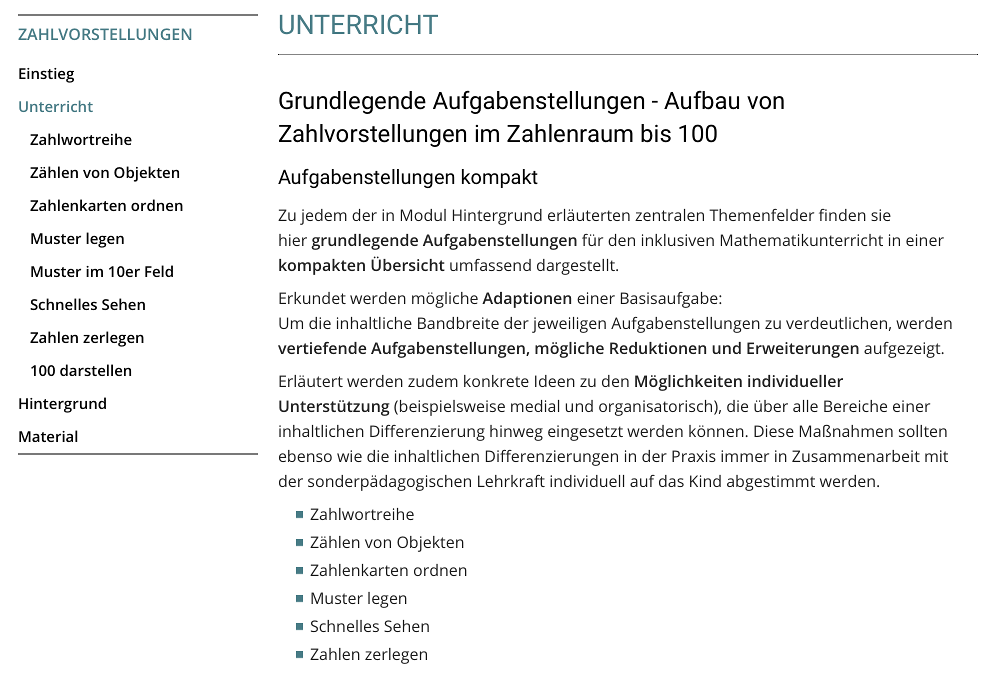 ZAHLVORSTELLUNGEN
Einstieg
Unterricht
Zahlwortreihe
Zählen von Objekten
Zahlenkarten ordnen
Muster legen
Muster im 10er Feld
Schnelles Sehen
Zahlen zerlegen
100 darstellen
Hintergrund
Material
UNTERRICHT
Grundlegende Aufgabenstellungen - Aufbau von
Zahlvorstellungen im Zahlenraum bis 100
Aufgabenstellungen kompakt
Zu jedem der in Modul Hintergrund erläuterten zentralen Themenfelder finden sie
hier grundlegende Aufgabenstellungen für den inklusiven Mathematikunterricht in einer
kompakten Übersicht umfassend dargestellt.
Erkundet werden mögliche Adaptionen einer Basisaufgabe:
Um die inhaltliche Bandbreite der jeweiligen Aufgabenstellungen zu verdeutlichen, werden
vertiefende Aufgabenstellungen, mögliche Reduktionen und Erweiterungen aufgezeigt.
Erläutert werden zudem konkrete Ideen zu den Möglichkeiten individueller
Unterstützung (beispielsweise medial und organisatorisch), die über alle Bereiche einer
inhaltlichen Differenzierung hinweg eingesetzt werden können. Diese Maßnahmen sollten
ebenso wie die inhaltlichen Differenzierungen in der Praxis immer in Zusammenarbeit mit
der sonderpädagogischen Lehrkraft individuell auf das Kind abgestimmt werden.
Zahlwortreihe
Zählen von Objekten
Zahlenkarten ordnen
Muster legen
Schnelles Sehen
Zahlen zerlegen